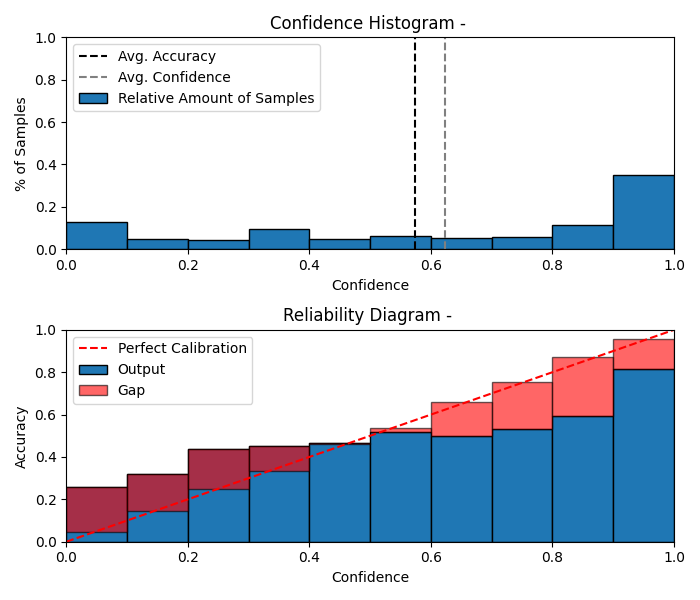 Confidence Histogram -
1.0
0.8
0.6
0.4
0.2
0.0
% of Samples
Avg. Accuracy
Avg. Confidence
Relative Amount of Samples
0.0 0.2 0.4 0.6 0.8 1.0
Confidence
Reliability Diagram -
1.0
0.8
0.6
0.4
0.2
0.0
Accuracy
Perfect Calibration
Output
Gap
0.0 0.2 0.4 0.6 0.8 1.0
Confidence